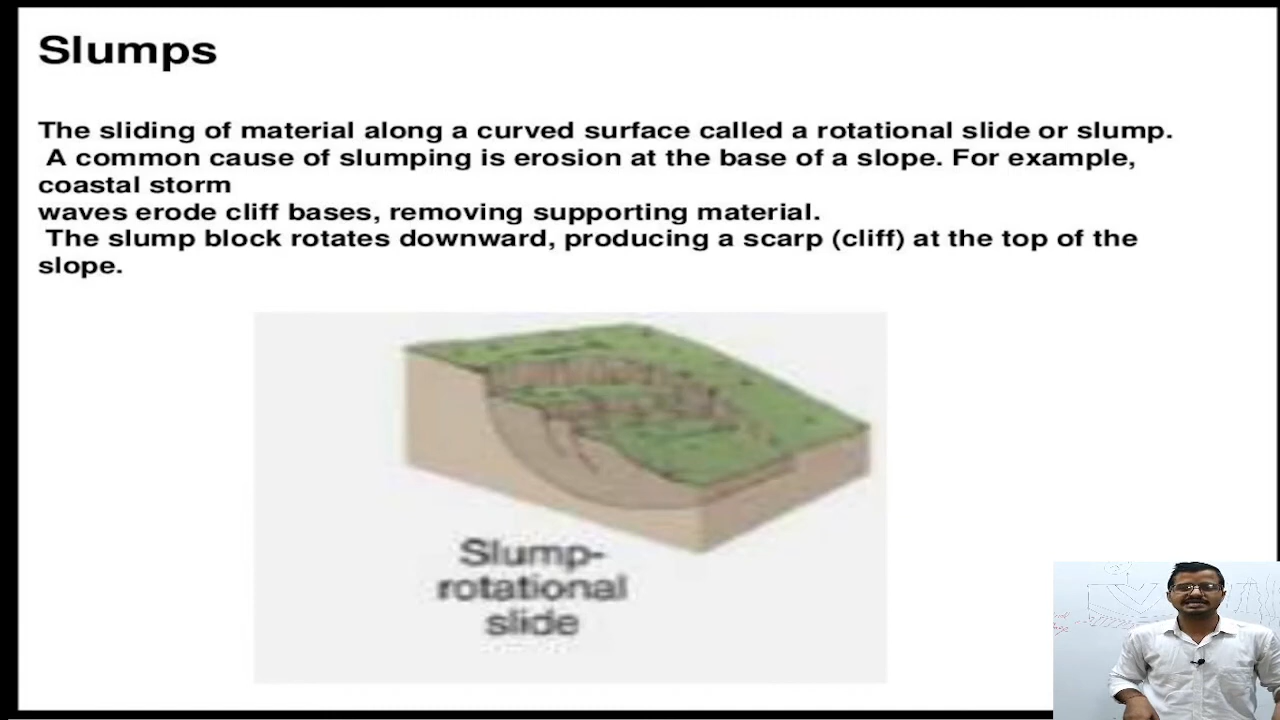 Slumps
The sliding of material along a curved surface called a rotational slide or slump.
A common cause of slumping is erosion at the base of a slope. For example,
coastal storm
waves erode cliff bases, removing supporting material.
The slump block rotates downward, producing a scarp (cliff) at the top of the
slope.
Slump-
rotational
slide